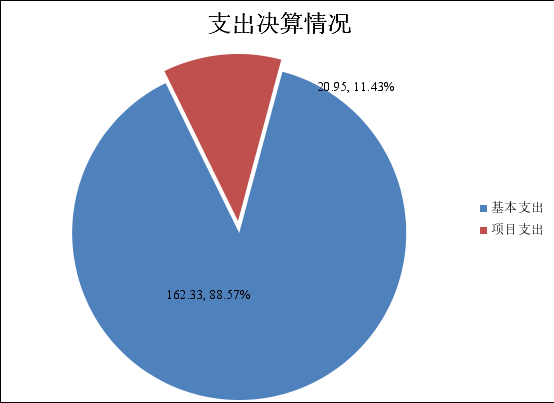 支出决算情况
20.95, 11.43%
基本支出
项目支出
162.33, 88.57%